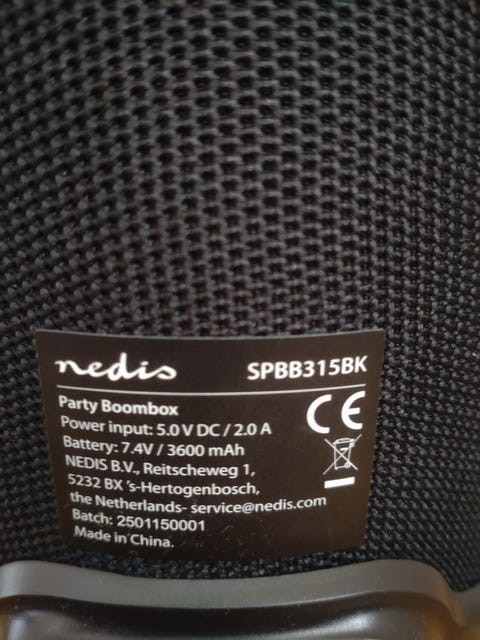 nedis SPBB315BK
Party Boombox
CE
Power input: 5.0 V DC / 2.0 A
Battery: 7.4V / 3600 mAh
NEDIS B.V., Reitscheweg 1,
5232 BX 's-Hertogenbosch,
the Netherlands- service@nedis.com
Batch: 2501150001
Made in China.